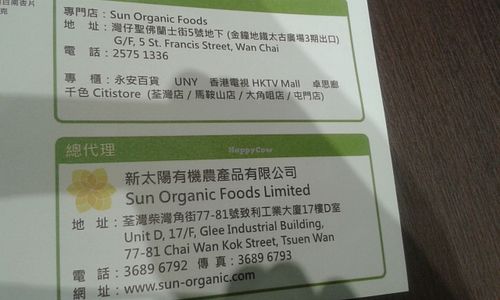 克
專門店：Sun Organic Foods
地　址：灣仔聖佛蘭士街5號地下 (金鐘地鐵太古廣場3期出口)
G/F, 5 St. Francis Street, Wan Chai
電　話：2575 1336
專　櫃：永安百貨　UNY　香港電視 HKTV Mall　卓思廊
千色 Citistore (荃灣店 / 馬鞍山店 / 大角咀店 / 屯門店)
總代理
HappyCow
新太陽有機農產品有限公司
Sun Organic Foods Limited
地　址：荃灣柴灣角街77-81號致利工業大廈17樓D室
Unit D, 17/F, Glee Industrial Building,
77-81 Chai Wan Kok Street, Tsuen Wan
電　話：3689 6792　傳　真：3689 6793
網　址：www.sun-organic.com